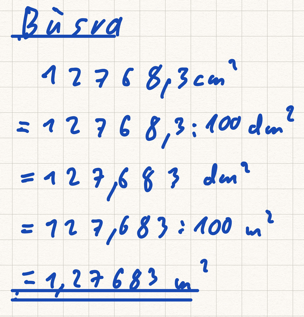 Büsra
12768,3 cm²
= 12768,3 : 100 dm²
= 127,683 dm²
= 127,683 : 100 m²
= 1,27683 m²